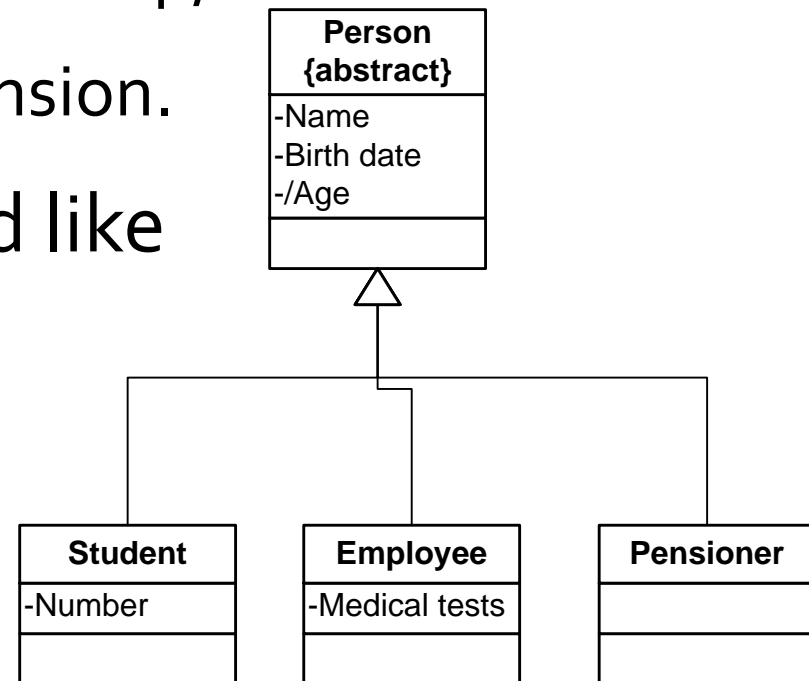 nsion.
d like
Person
{abstract}
-Name
-Birth date
-/Age
Student
-Number
Employee
-Medical tests
Pensioner